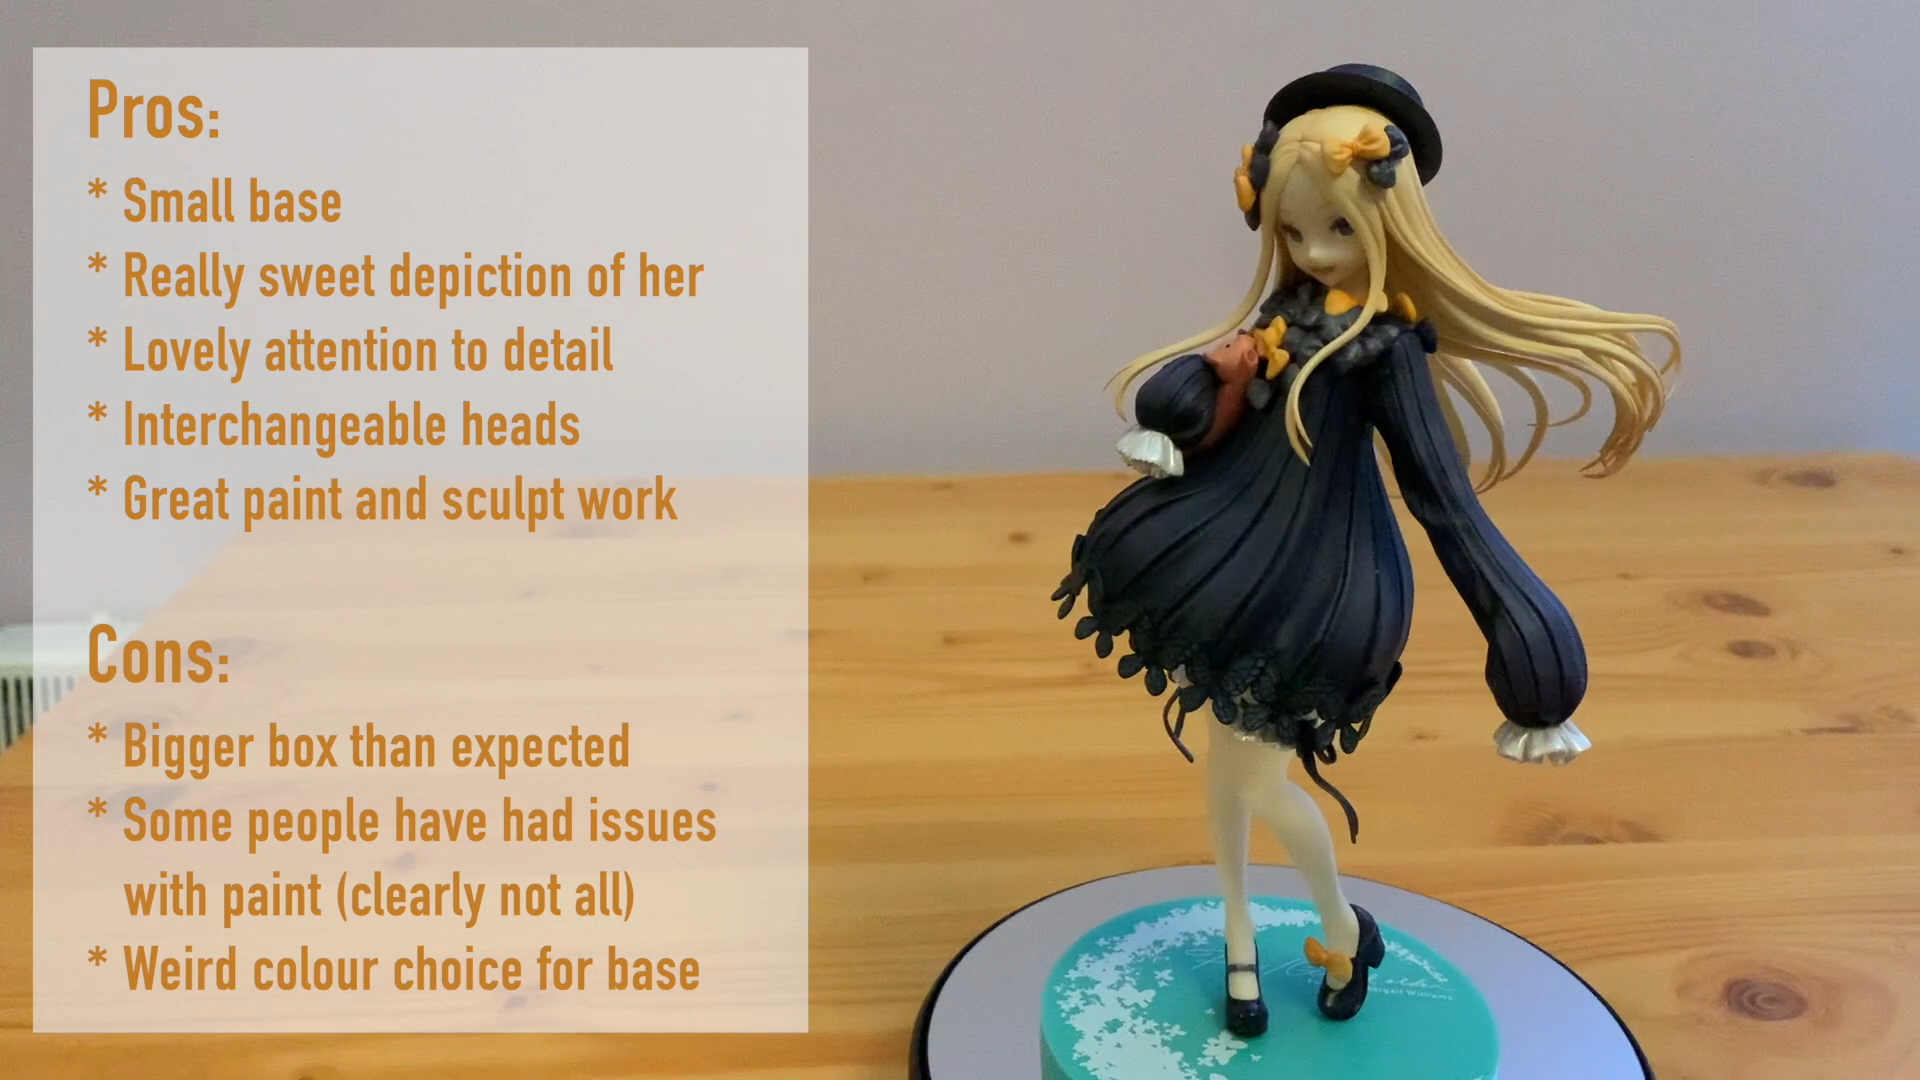 Pros:
* Small base
* Really sweet depiction of her
* Lovely attention to detail
* Interchangeable heads
* Great paint and sculpt work
Cons:
* Bigger box than expected
* Some people have had issues
with paint (clearly not all)
* Weird colour choice for base
Williams